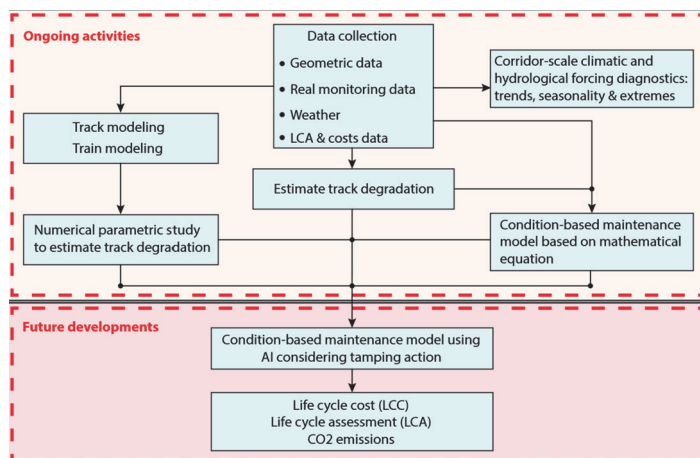 Ongoing activities
Data collection
• Geometric data
• Real monitoring data
• Weather
• LCA & costs data
Corridor-scale climatic and
hydrological forcing diagnostics:
trends, seasonality & extremes
Track modeling
Train modeling
Estimate track degradation
Numerical parametric study
to estimate track degradation
Condition-based maintenance
model based on mathematical
equation
Future developments
Condition-based maintenance model using
AI considering tamping action
Life cycle cost (LCC)
Life cycle assessment (LCA)
CO2 emissions